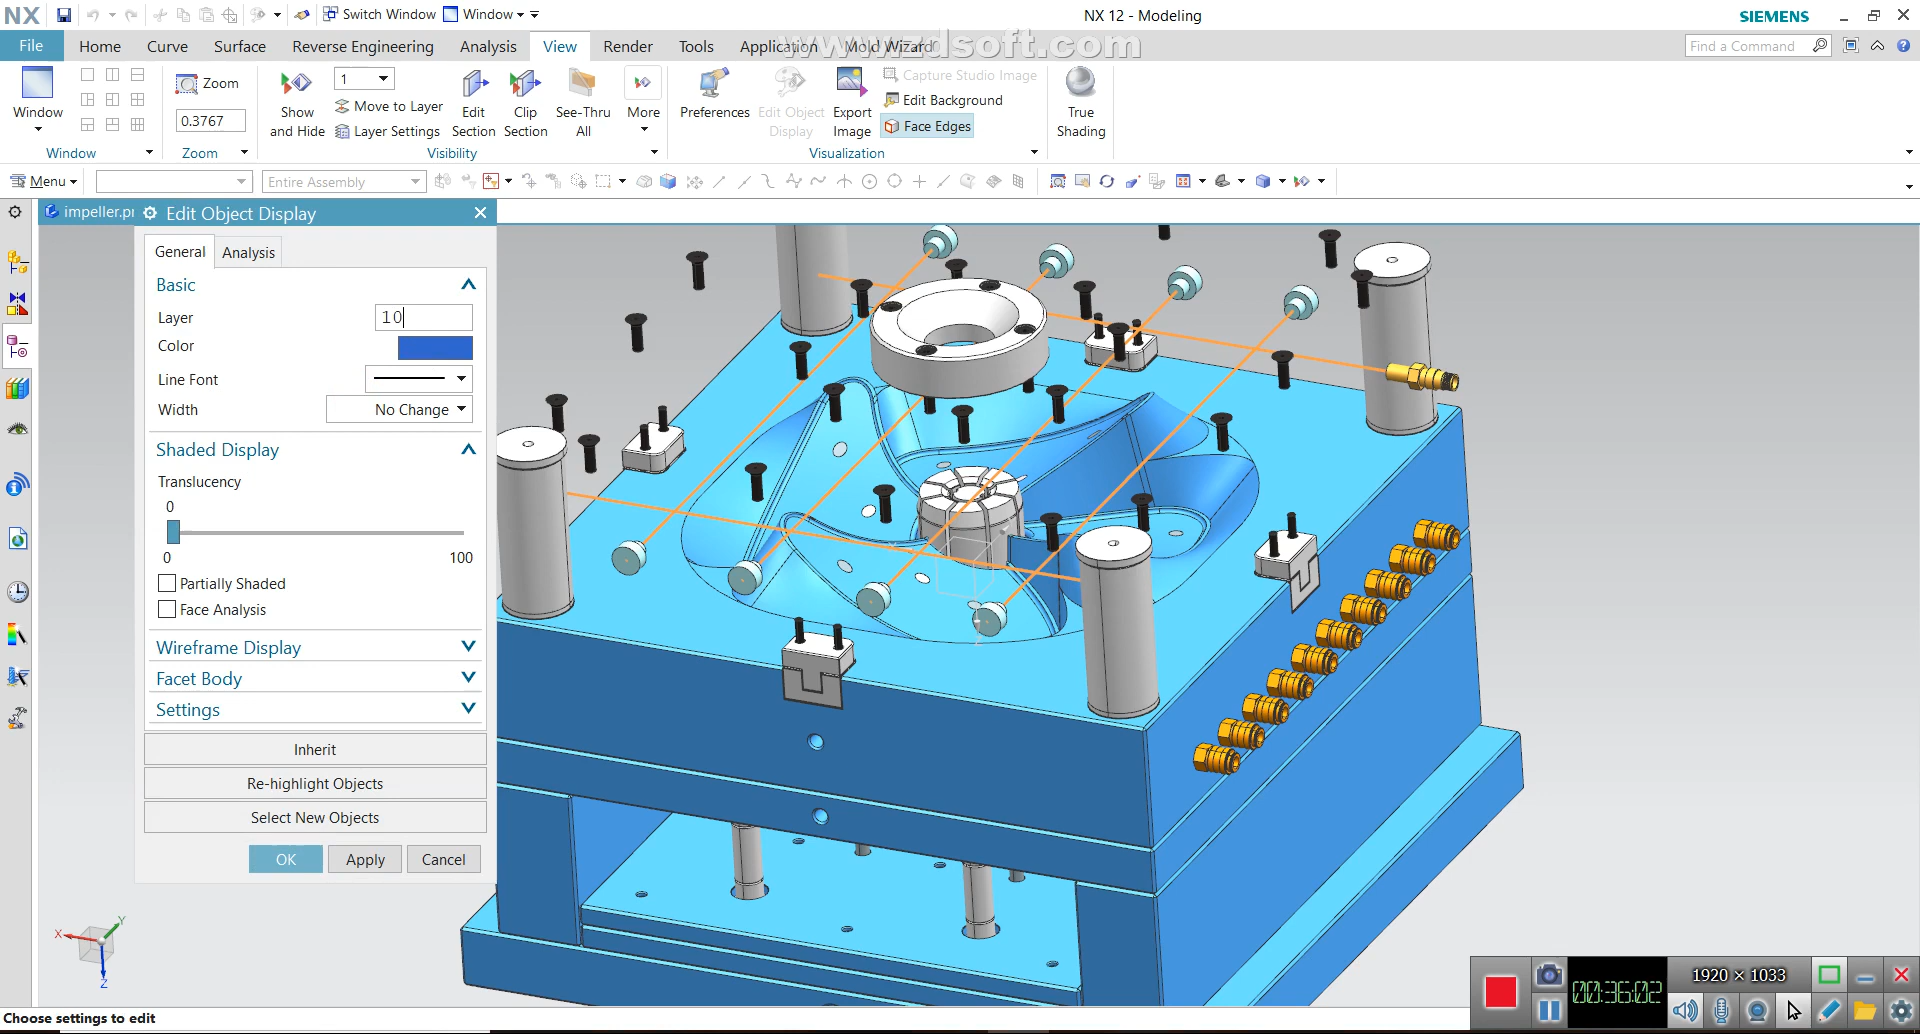 NX
Switch Window
Window
NX 12 - Modeling
SIEMENS
File
Home
Curve
Surface
Reverse Engineering
Analysis
View
Render
Tools
Application
Mold Wizard
www.zdsoft.com
Find a Command
Window
Zoom
0.3767
Show
and Hide
1
Move to Layer
Layer Settings
Edit
Section
Clip
Section
See-Thru
All
More
Preferences
Edit Object
Display
Export
Image
Capture Studio Image
Edit Background
Face Edges
True
Shading
Window
Zoom
Visibility
Visualization
Menu
Entire Assembly
impeller.pr
Edit Object Display
General
Analysis
Basic
Layer
10
Color
Line Font
Width
No Change
Shaded Display
Translucency
0
0
100
Partially Shaded
Face Analysis
Wireframe Display
Facet Body
Settings
Inherit
Re-highlight Objects
Select New Objects
OK
Apply
Cancel
X
Y
Z
1920 × 1033
00:36:02
Choose settings to edit